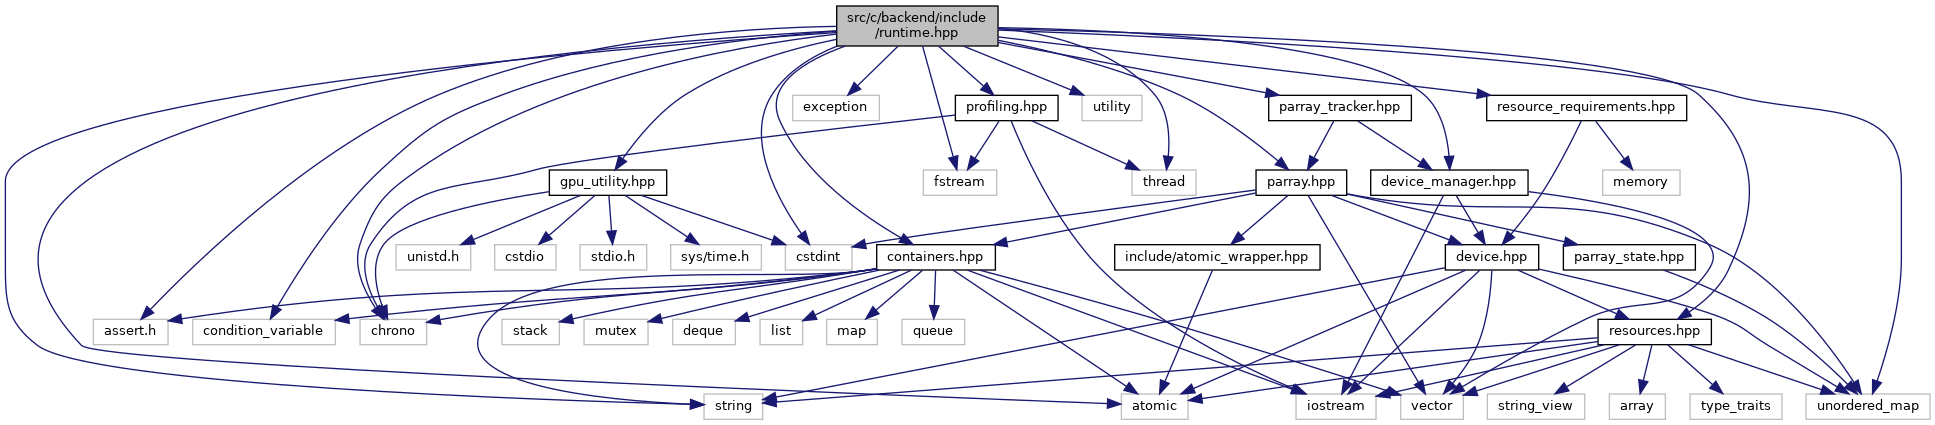 src/c/backend/include
/runtime.hpp
exception
profiling.hpp
utility
parray_tracker.hpp
resource_requirements.hpp
gpu_utility.hpp
fstream
thread
parray.hpp
device_manager.hpp
memory
unistd.h
cstdio
stdio.h
sys/time.h
cstdint
containers.hpp
include/atomic_wrapper.hpp
device.hpp
parray_state.hpp
assert.h
condition_variable
chrono
stack
mutex
deque
list
map
queue
resources.hpp
string
atomic
iostream
vector
string_view
array
type_traits
unordered_map